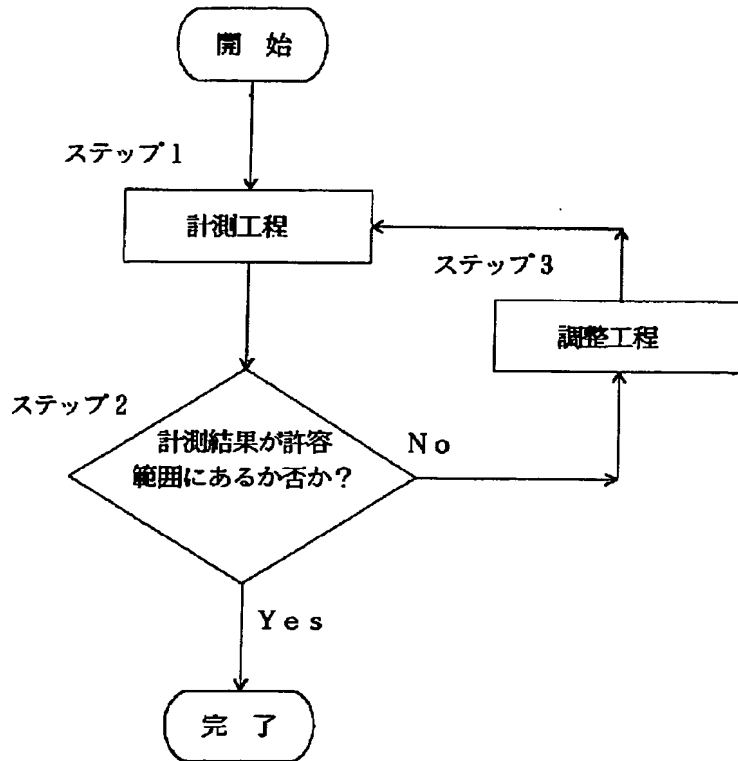 開 始
ステップ1
計測工程
ステップ3
調整工程
ステップ2
計測結果が許容
範囲にあるか否か？
No
Yes
完 了